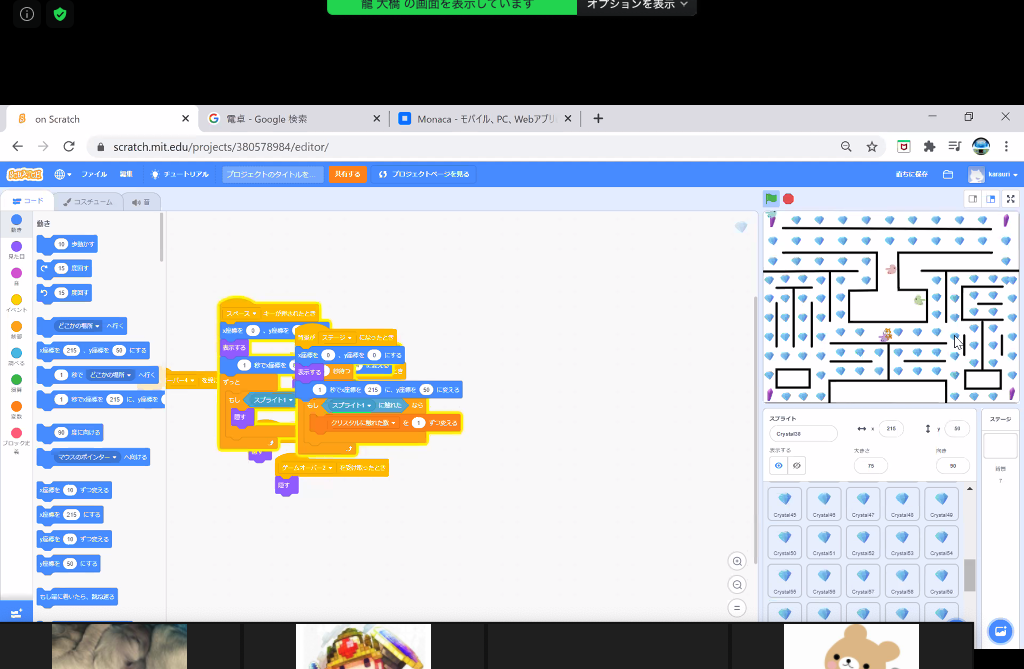 龍 大橋 の画面を表示しています
オプションを表示
on Scratch
電卓 - Google 検索
Monaca - モバイル、PC、Webアプリ
scratch.mit.edu/projects/380578984/editor/
SCRATCH
ファイル
編集
チュートリアル
プロジェクトのタイトルを...
共有する
プロジェクトページを見る
直ちに保存
karauri
コード
コスチューム
音
動き
見た目
音
イベント
制御
調べる
演算
変数
ブロック定義
動き
10 歩動かす
15 度回す
15 度回す
どこかの場所 へ行く
x座標を 215 、y座標を 50 にする
1 秒で どこかの場所 へ行く
1 秒でx座標を 215 に、y座標を
90 度に向ける
マウスのポインター へ向ける
x座標を 10 ずつ変える
x座標を 215 にする
y座標を 10 ずつ変える
y座標を 50 にする
もし端に着いたら、跳ね返る
スペース キーが押されたとき
x座標を 0 、y座標を
表示する
1 秒でx座標を
ずっと
もし スプライト1
隠す
背景が ステージ になったとき
x座標を 0 、y座標を 0 にする
表示する
秒待つ
1 秒でx座標を 215 に、y座標を 50 に変える
もし スプライト1 に触れた なら
クリスタルに触れた数 を 1 ずつ変える
ゲームオーバー2 を受け取ったとき
隠す
スプライト
Crystal38
x 215
y 50
表示する
大きさ
75
向き
90
ステージ
背景
Crystal45
Crystal46
Crystal47
Crystal48
Crystal49
Crystal50
Crystal51
Crystal52
Crystal53
Crystal54
Crystal55
Crystal56
Crystal57
Crystal58
Crystal59